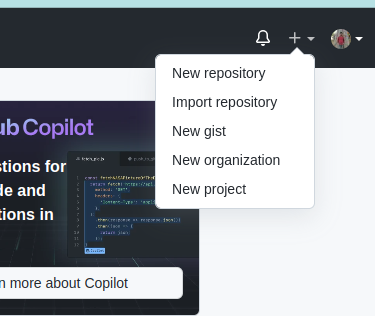 New repository
Import repository
New gist
New organization
New project
ub Copilot
stions for
de and
tions in
n more about Copilot